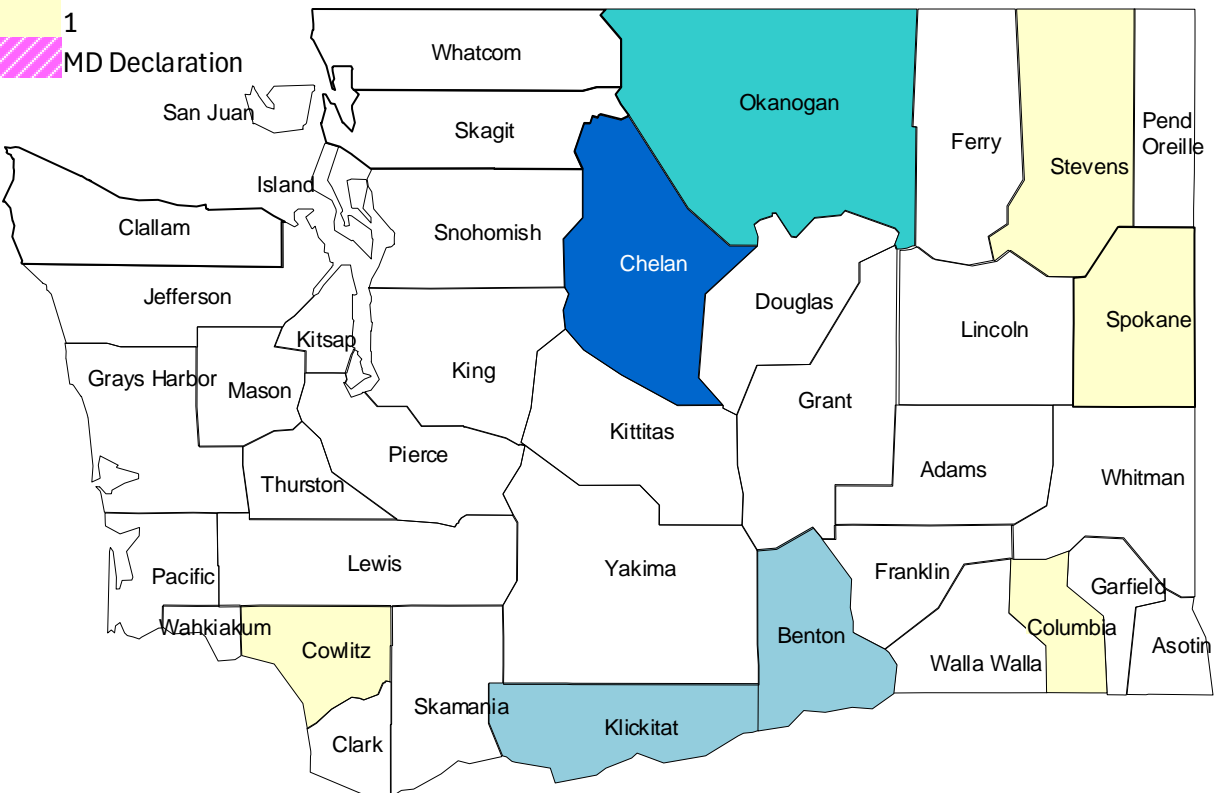 1
MD Declaration
Whatcom
San Juan
Skagit
Okanogan
Ferry
Pend
Oreille
Stevens
Island
Clallam
Snohomish
Chelan
Jefferson
Douglas
Lincoln
Spokane
Kitsap
King
Grays Harbor
Mason
Grant
Kittitas
Pierce
Adams
Whitman
Thurston
Lewis
Yakima
Franklin
Pacific
Garfield
Wahkiakum
Cowlitz
Benton
Columbia
Asotin
Walla Walla
Skamania
Klickitat
Clark